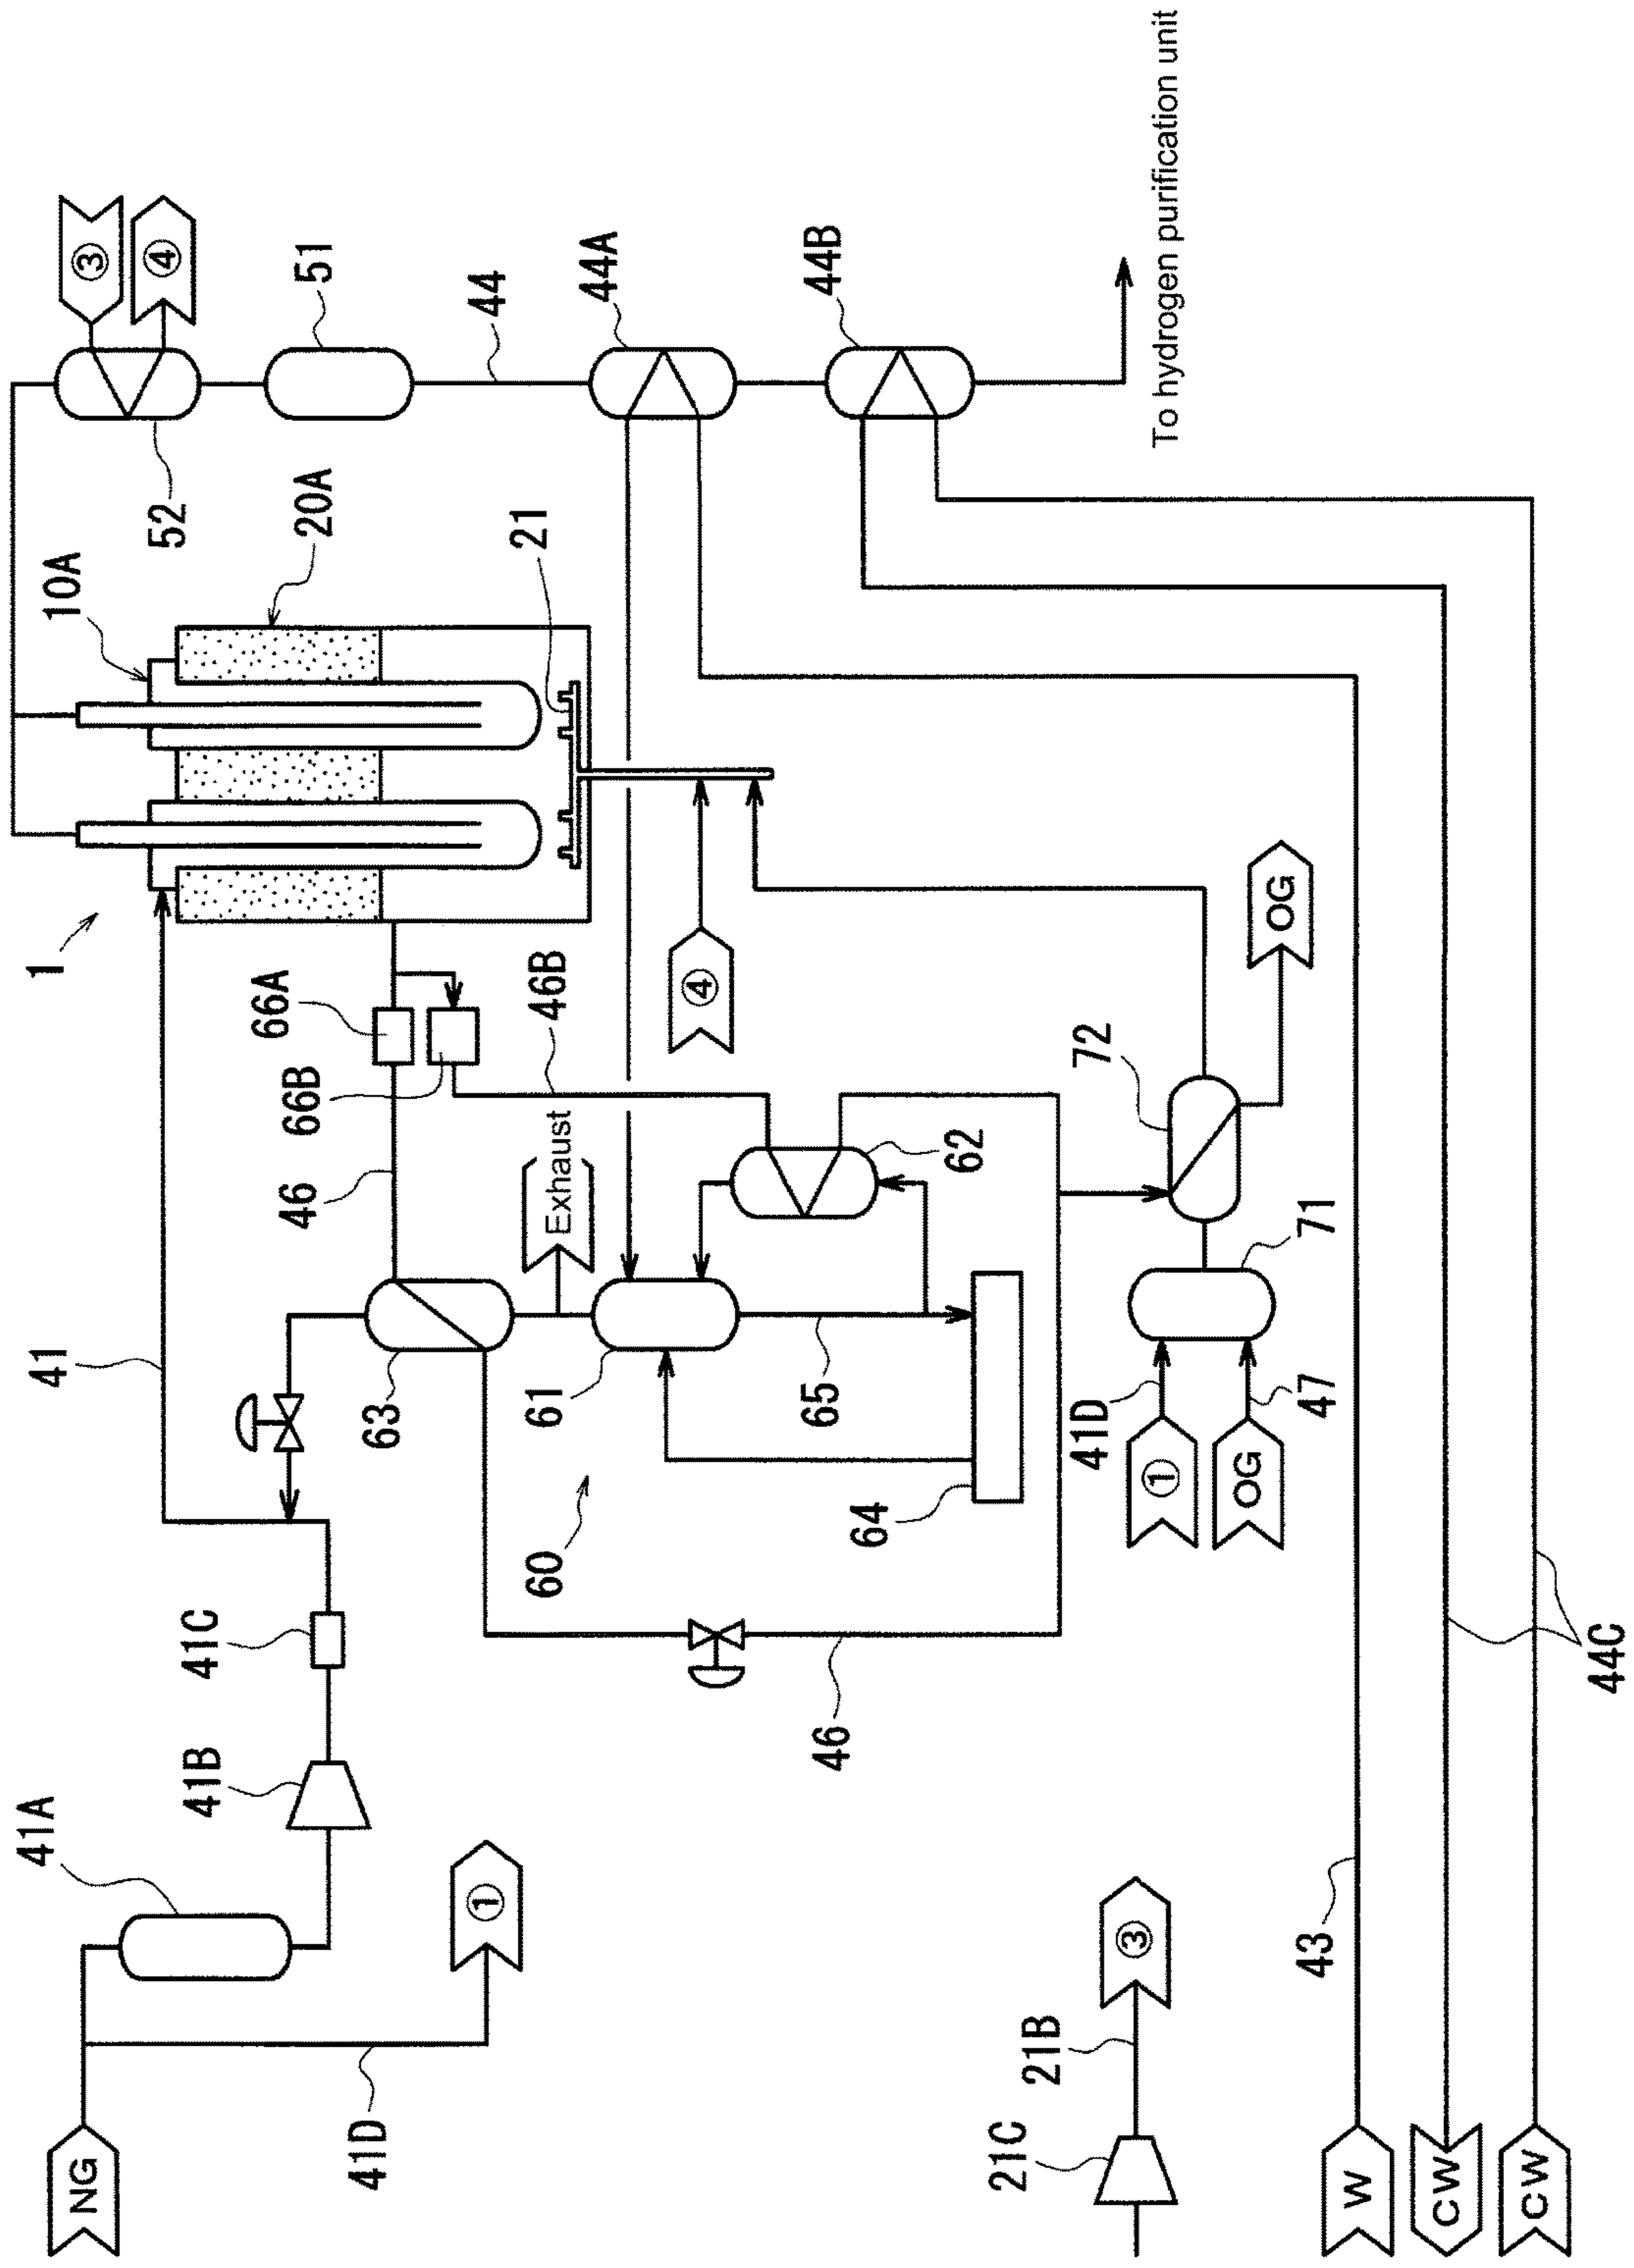 NG
41D
①
41A
41B
41C
41
63
46
66A
66B
1
10A
20A
21
52
③
④
51
44
44A
44B
To hydrogen purification unit
Exhaust
46B
④
61
60
65
62
64
46
72
71
41D
①
OG
47
OG
21C
21B
③
W
43
CW
CW
44C